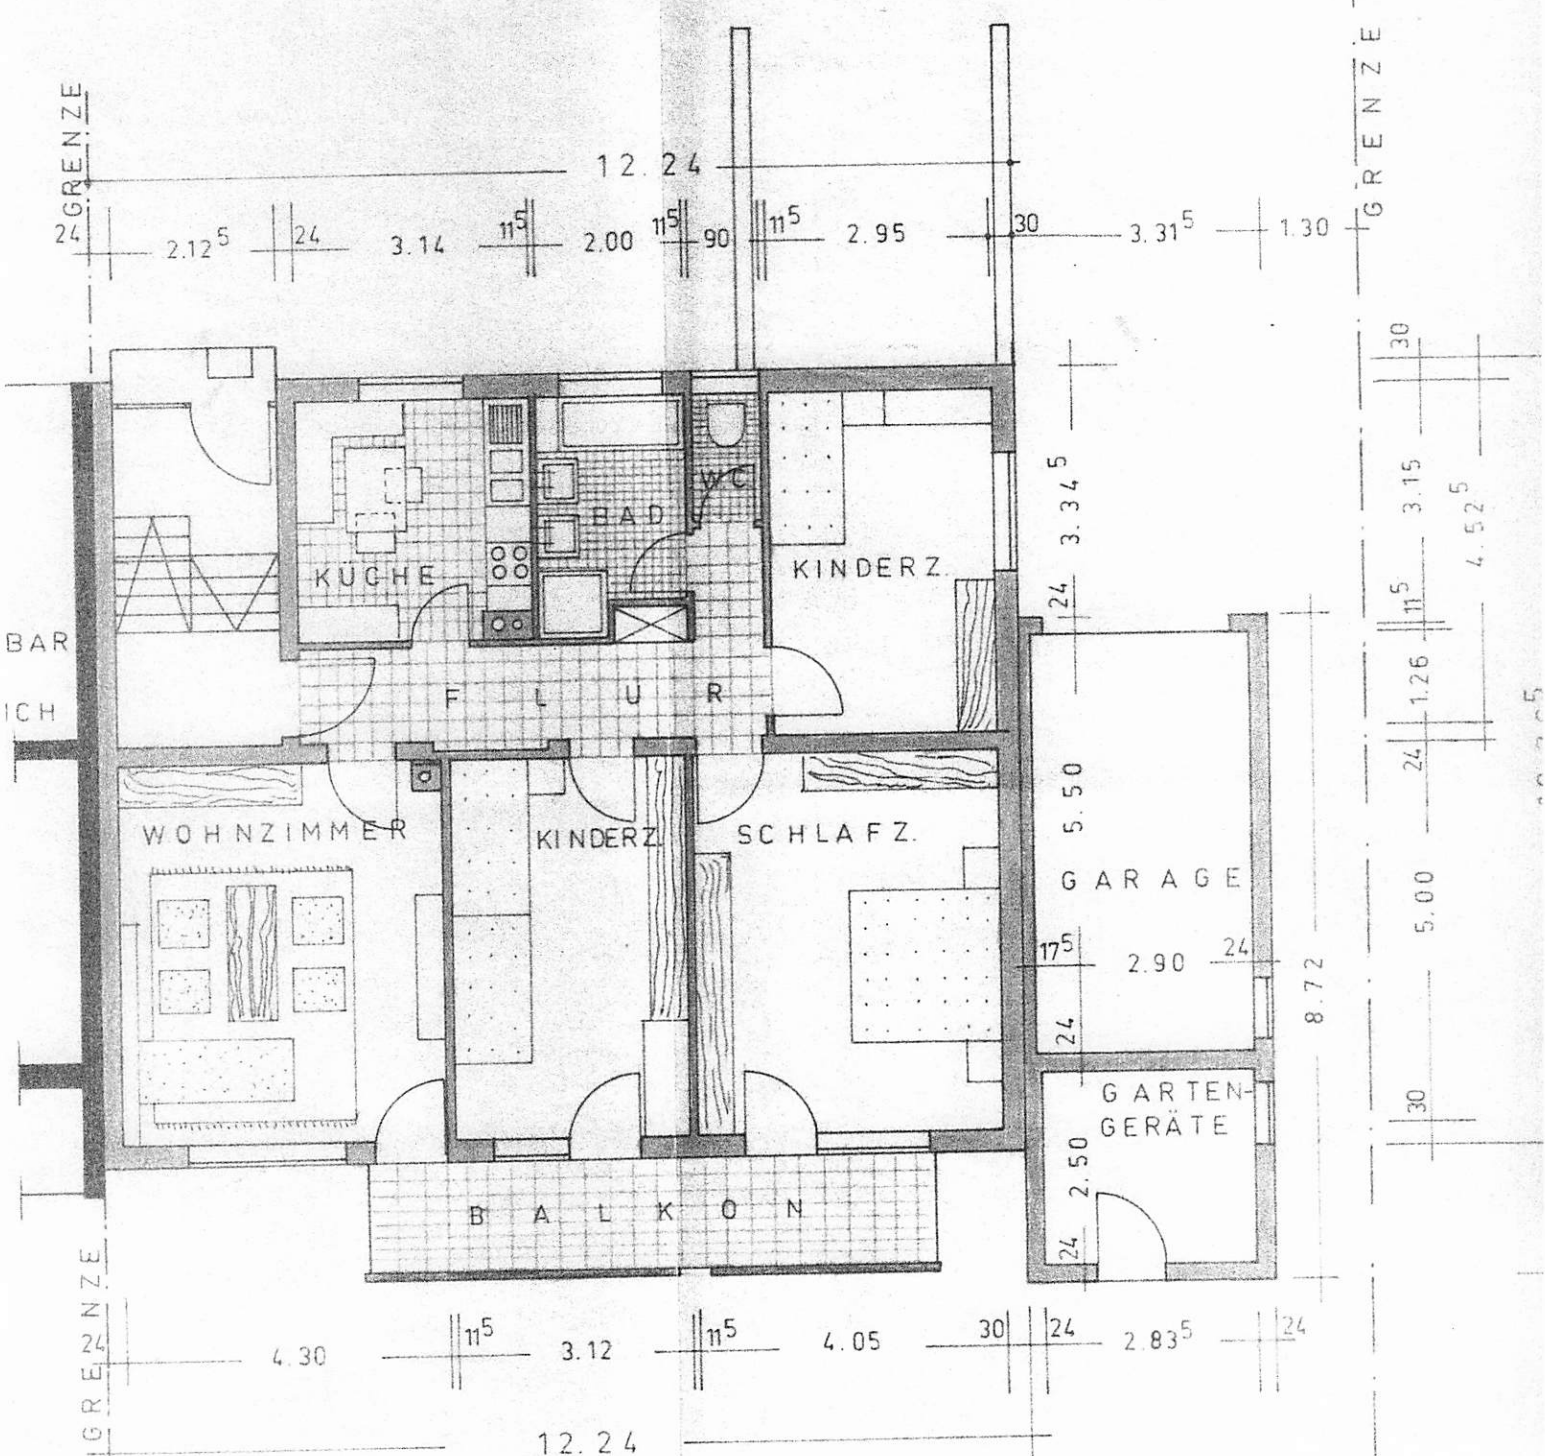 GRENZE
GRENZE
12.24
24 2.12⁵ 24 3.14 11⁵ 2.00 11⁵ 90 11⁵ 2.95 30 3.31⁵ 1.30
30
3.15
4.52⁵
3.34⁵
WC
BAD
KÜCHE
KINDERZ.
24
11⁵
BAR
ICH
FLUR
1.26
24
5.50
WOHNZIMMER
KINDERZ.
SCHLAFZ.
GARAGE
5.00
17⁵ 2.90 24
8.72
24
GARTEN-
GERÄTE
30
2.50
BALKON
24
GRENZE
24 4.30 11⁵ 3.12 11⁵ 4.05 30 24 2.83⁵ 24
12.24